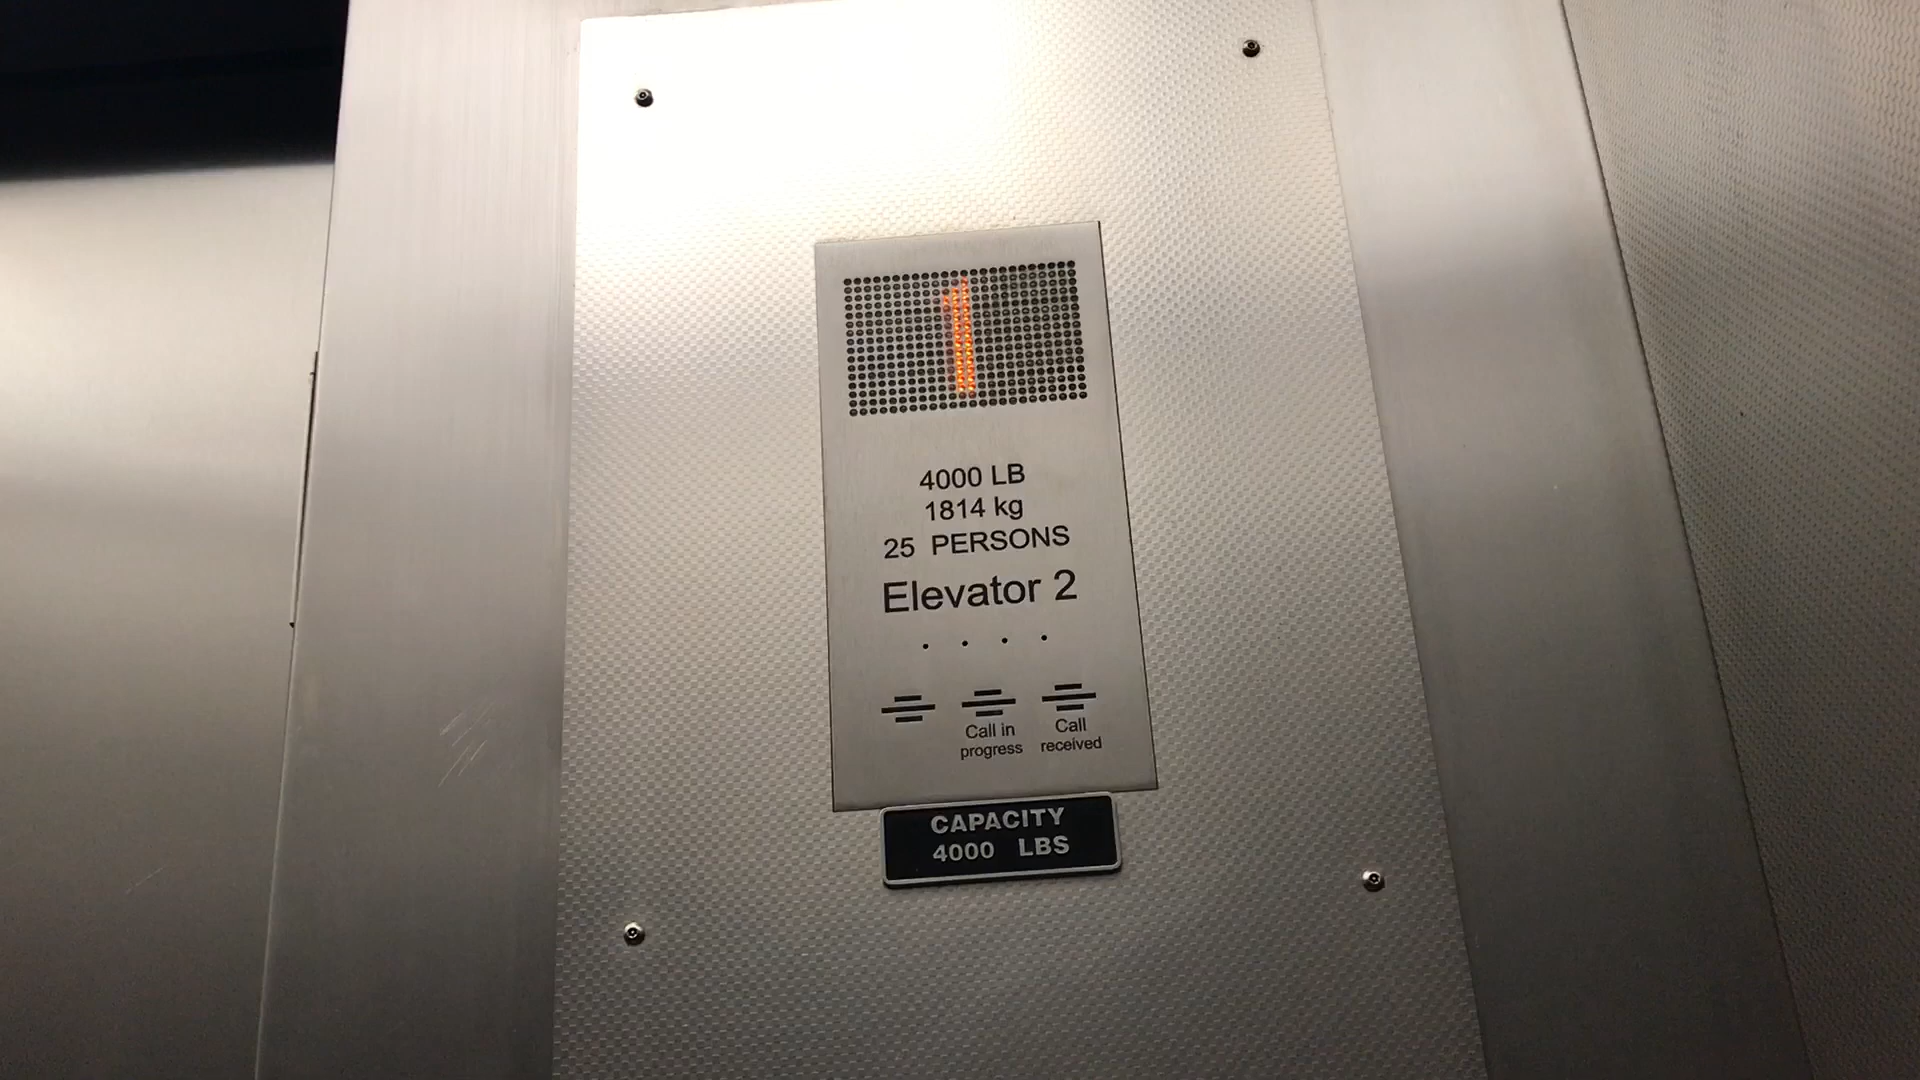 1
4000 LB
1814 kg
25 PERSONS
Elevator 2
Call in
progress
Call
received
CAPACITY
4000 LBS